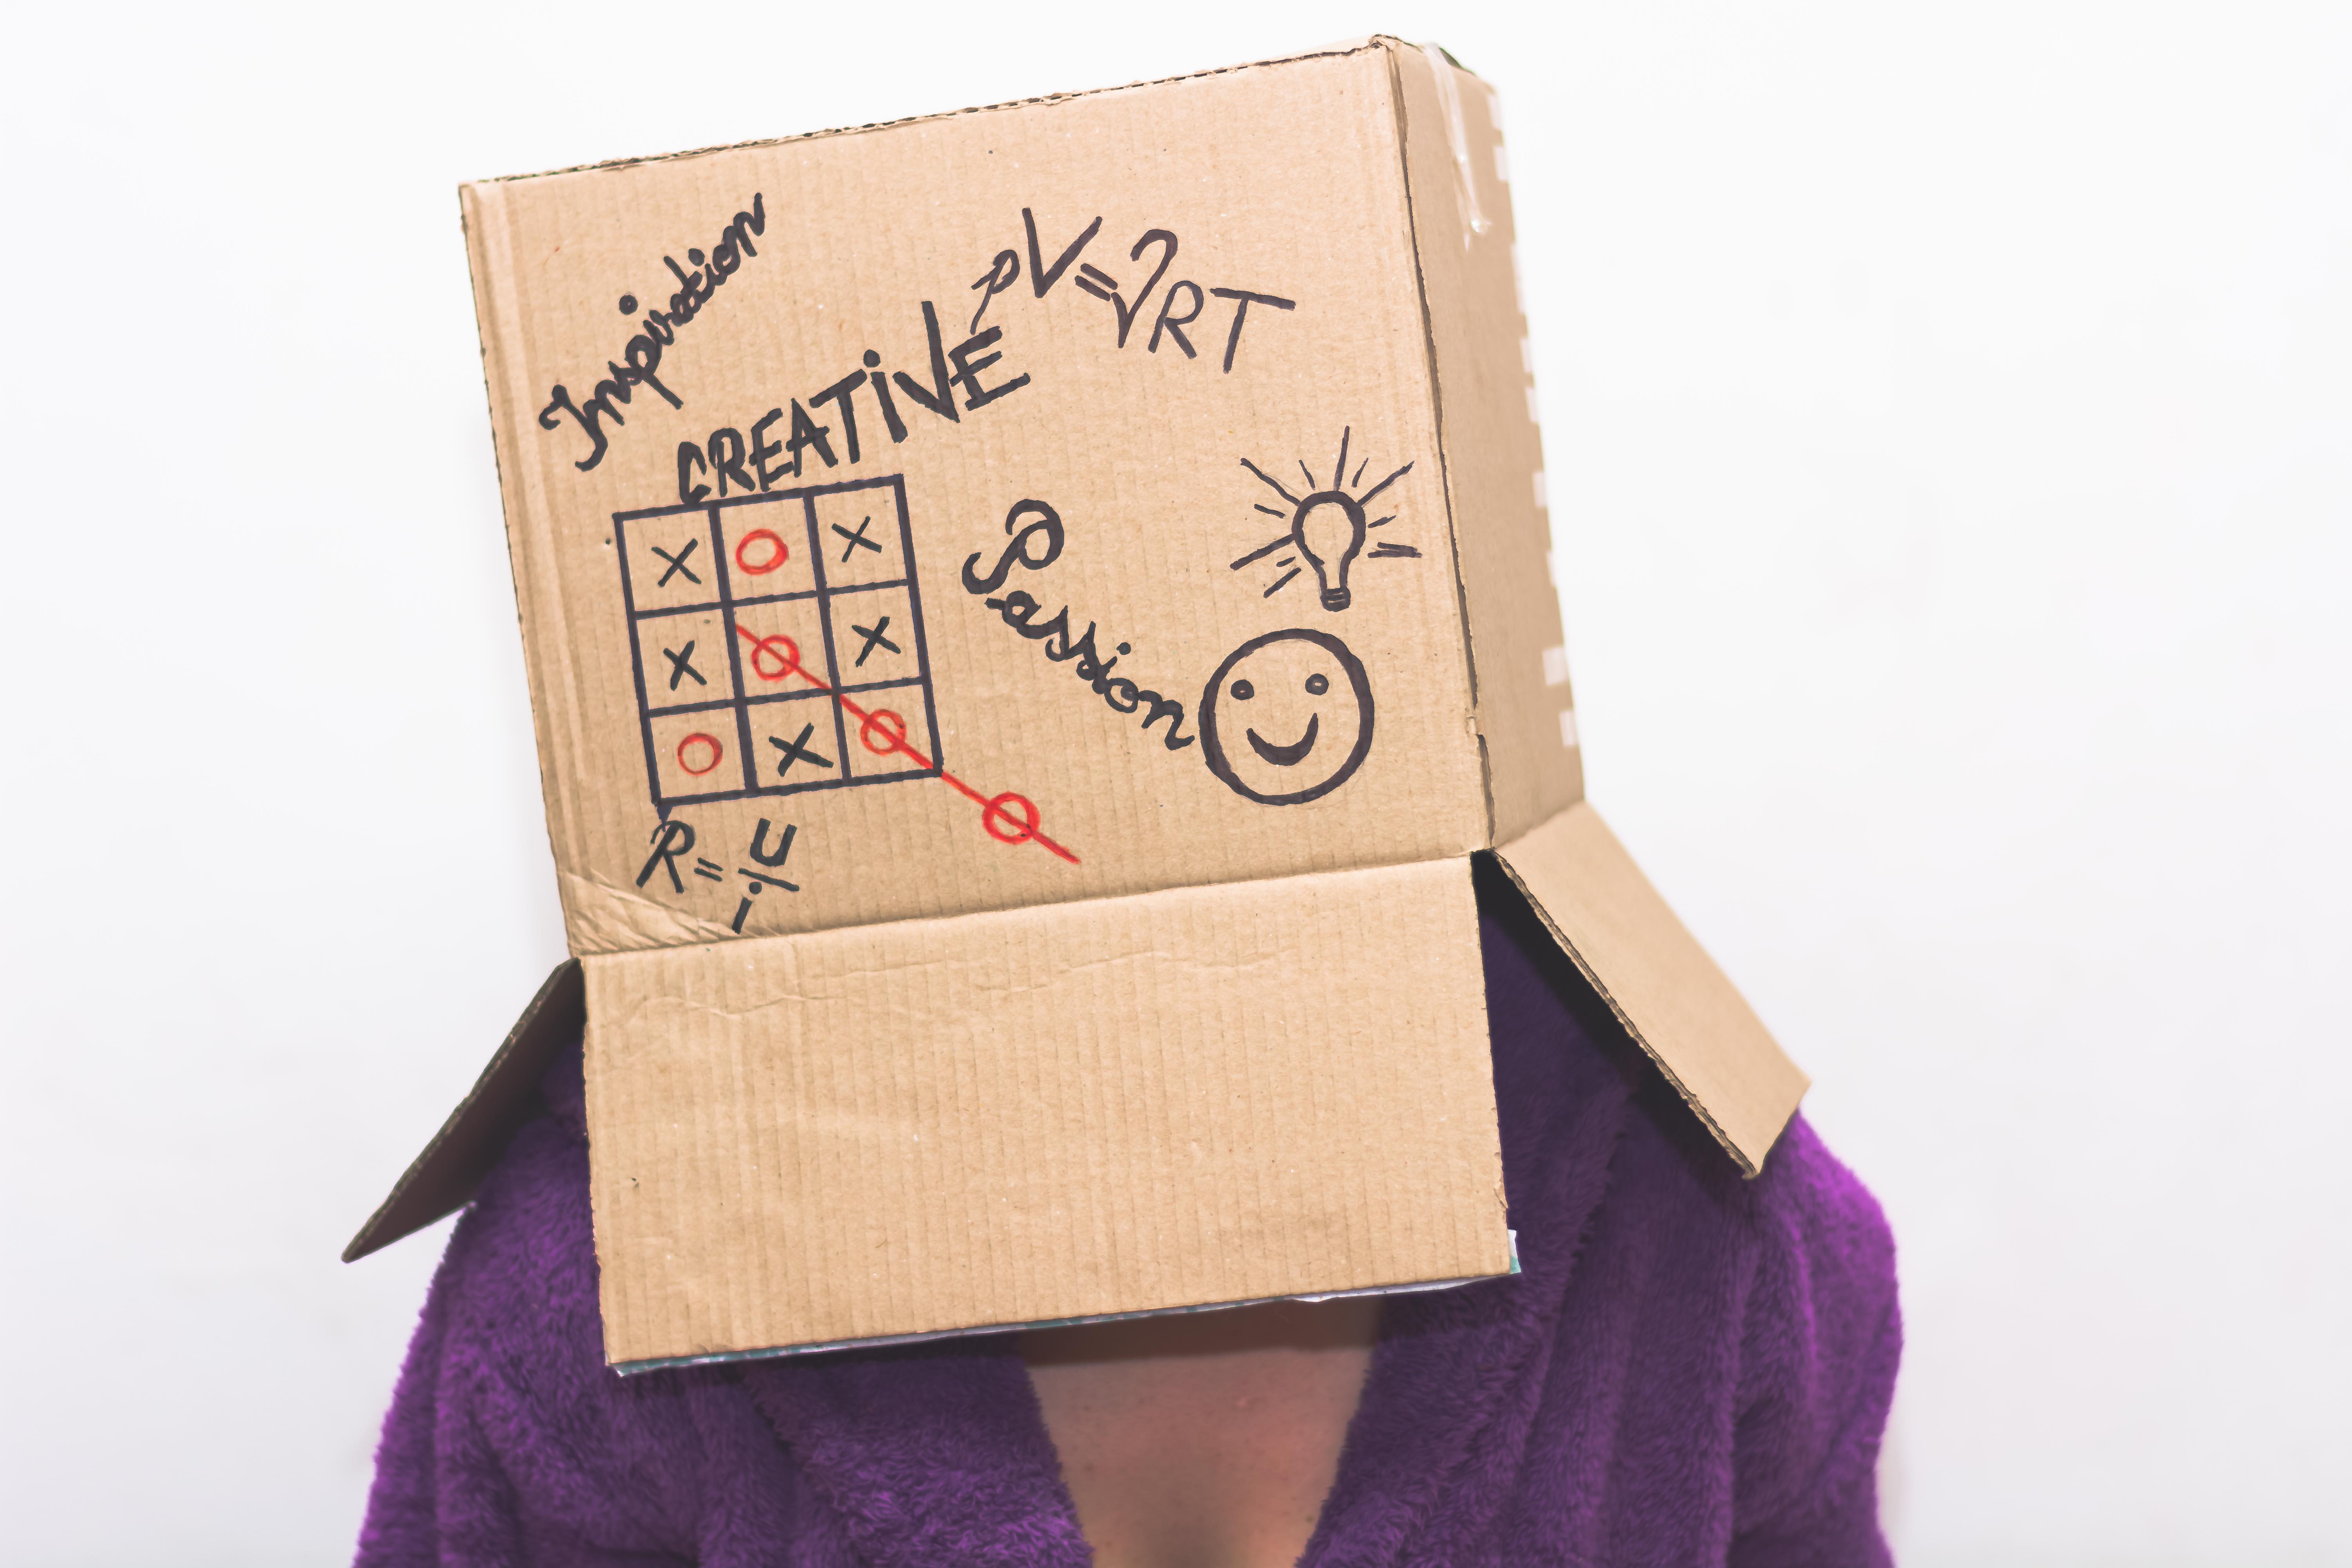 Inspiration
pV=νRT
CREATiVE
X O X
X O X
O X O
O
Passion
R=U/i